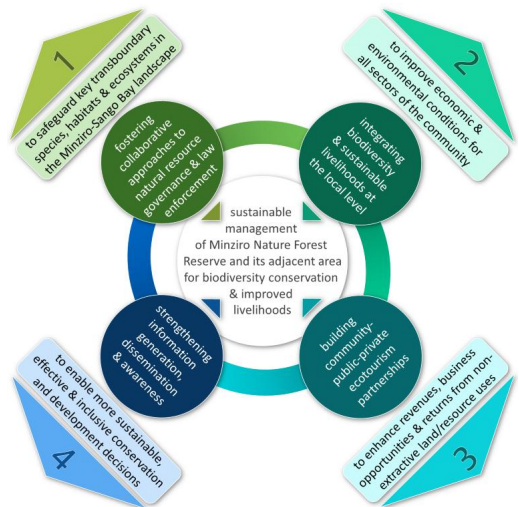 1
to safeguard key transboundary
species, habitats & ecosystems in
the Minziro-Sango Bay landscape
2
to improve economic &
environmental conditions for
all sectors of the community
fostering
collaborative
approaches to
natural resource
governance & law
enforcement
integrating
biodiversity
& sustainable
livelihoods at
the local level
sustainable
management
of Minziro Nature Forest
Reserve and its adjacent area
for biodiversity conservation
& improved
livelihoods
strengthening
information
generation,
dissemination
& awareness
building
community-
public-private
ecotourism
partnerships
to enable more sustainable,
effective & inclusive conservation
and development decisions
4
to enhance revenues, business
opportunities & returns from non-
extractive land/resource uses
3